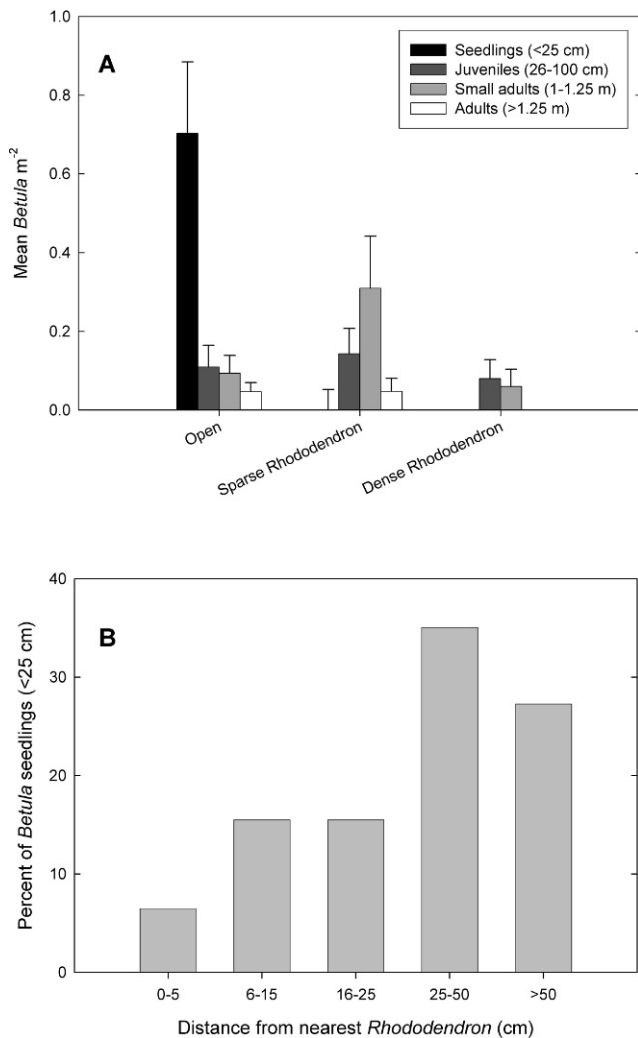 1.0
0.8
0.6
0.4
0.2
0.0
Mean Betula m-2
A
Seedlings (<25 cm)
Juveniles (26-100 cm)
Small adults (1-1.25 m)
Adults (>1.25 m)
Open
Sparse Rhododendron
Dense Rhododendron
40
30
20
10
0
Percent of Betula seedlings (<25 cm)
B
0-5 6-15 16-25 25-50 >50
Distance from nearest Rhododendron (cm)